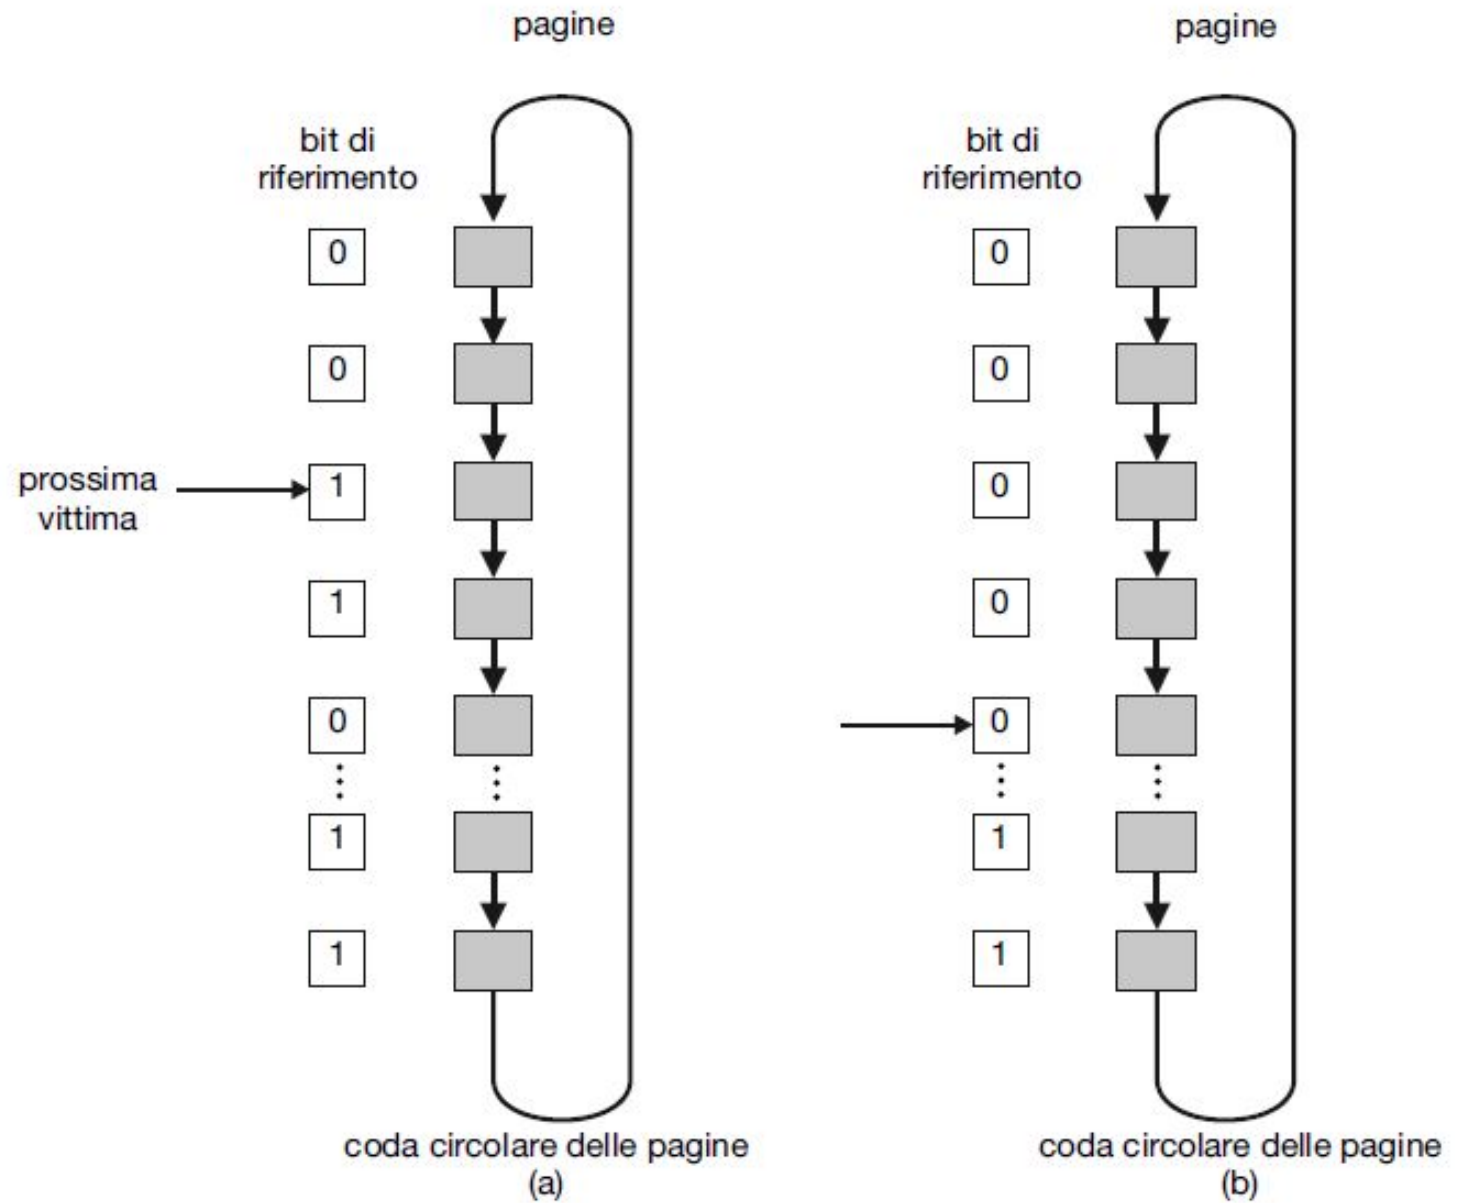 pagine
bit di
riferimento
0
0
prossima
vittima
1
1
0
1
1
coda circolare delle pagine
(a)
pagine
bit di
riferimento
0
0
0
0
0
1
1
coda circolare delle pagine
(b)